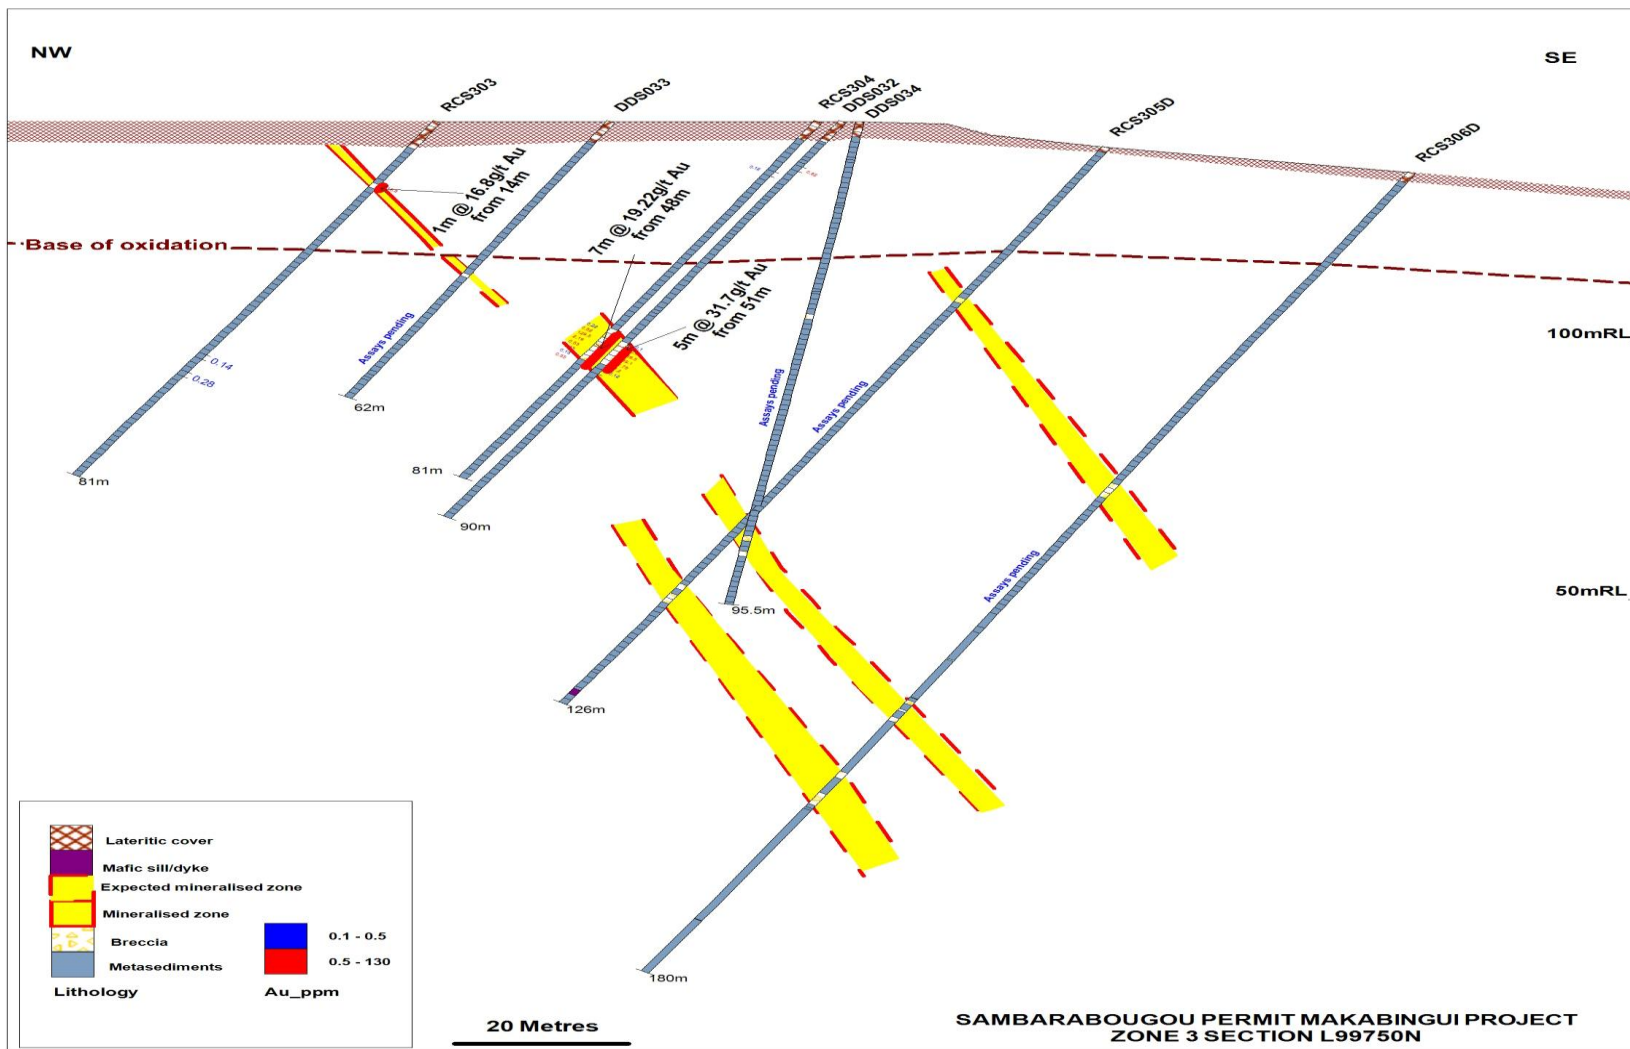 NW
SE
RCS303
DDS033
RCS304
DDS032
DDS034
RCS305D
RCS306D
1m @ 16.8g/t Au
from 14m
7m @ 19.22g/t Au
from 48m
5m @ 31.7g/t Au
from 51m
Base of oxidation
100mRL
50mRL
Assays pending
Assays pending
Assays pending
Assays pending
0.14
0.28
81m
62m
81m
90m
95.5m
126m
180m
Lateritic cover
Mafic sill/dyke
Expected mineralised zone
Mineralised zone
Breccia
Metasediments
Lithology
0.1 - 0.5
0.5 - 130
Au_ppm
20 Metres
SAMBARABOUGOU PERMIT MAKABINGUI PROJECT
ZONE 3 SECTION L99750N